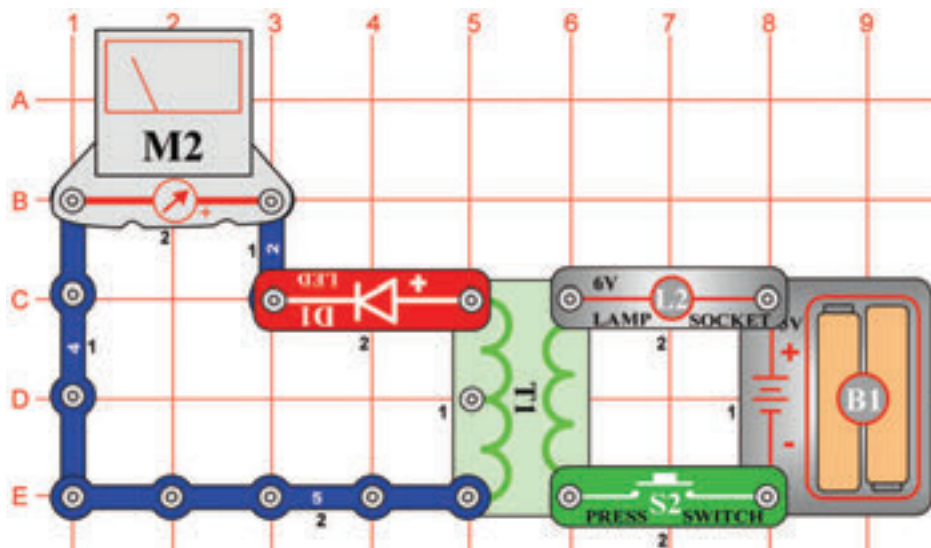 1 2 3 4 5 6 7 8 9
A
M2
B
+
2
1
2
C
LED
+
D1
2
6V
L2
LAMP SOCKET
2
3V
+
4
1
D
1
T1
1
B1
-
E
5
2
S2
PRESS SWITCH
2